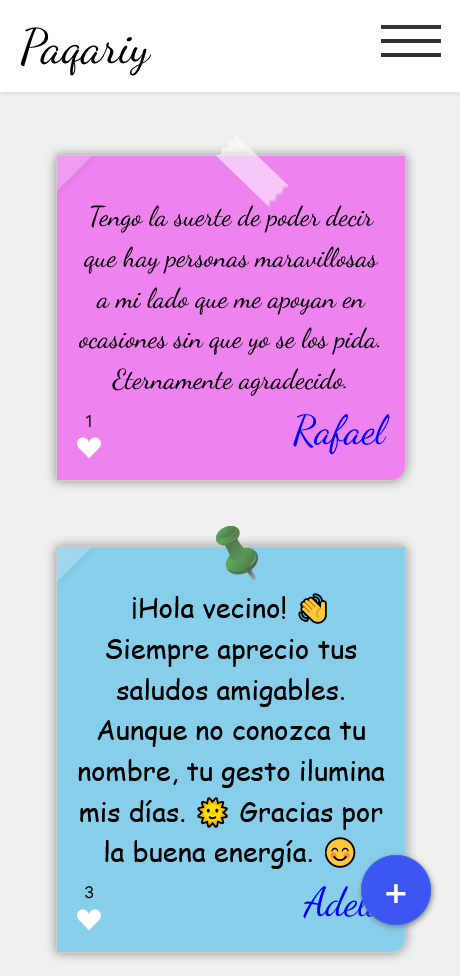 Paqariy
Tengo la suerte de poder decir
que hay personas maravillosas
a mi lado que me apoyan en
ocasiones sin que yo se los pida.
Eternamente agradecido.
1
Rafael
¡Hola vecino! 👋
Siempre aprecio tus
saludos amigables.
Aunque no conozca tu
nombre, tu gesto ilumina
mis días. 🌞 Gracias por
la buena energía. 😊
3
+